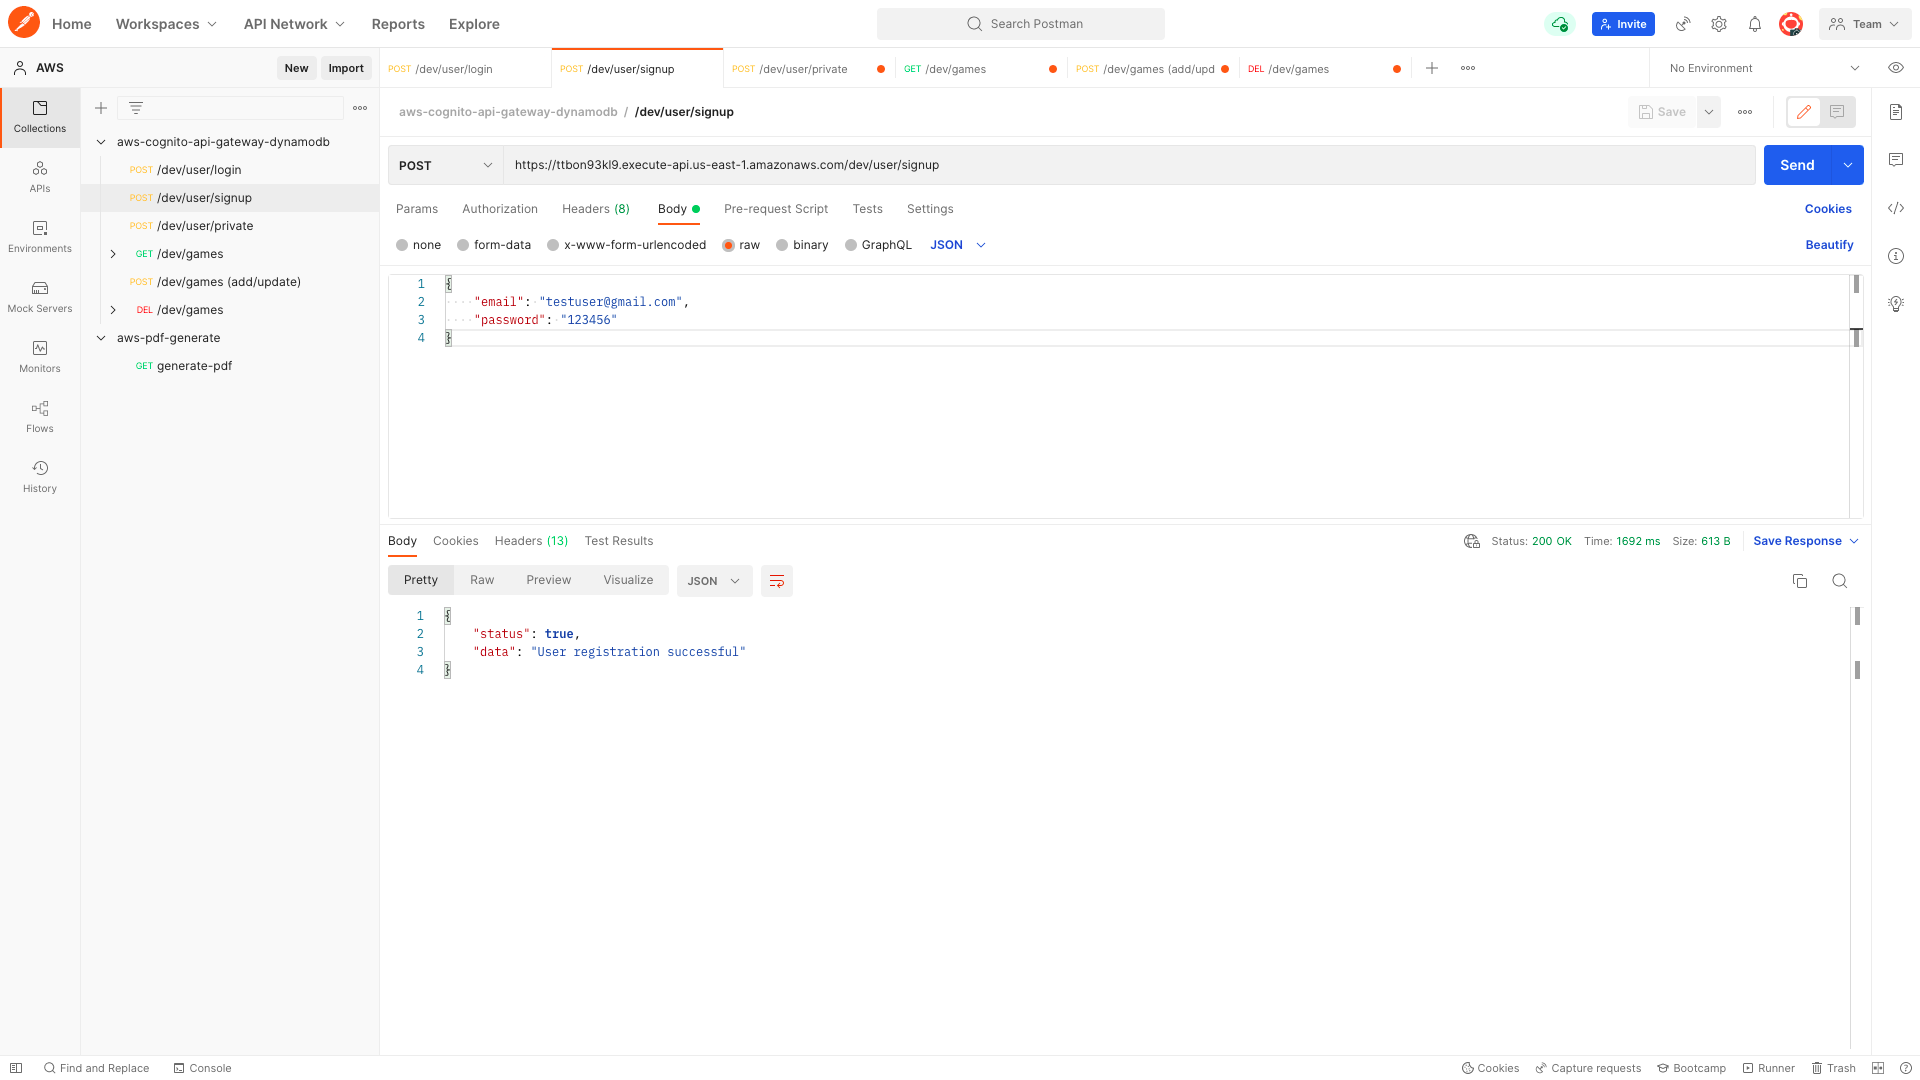 Home Workspaces API Network Reports Explore Search Postman Invite Team
AWS New Import
POST /dev/user/login POST /dev/user/signup POST /dev/user/private GET /dev/games POST /dev/games (add/upd DEL /dev/games No Environment
Collections
APIs
Environments
Mock Servers
Monitors
Flows
History
aws-cognito-api-gateway-dynamodb
POST /dev/user/login
POST /dev/user/signup
POST /dev/user/private
GET /dev/games
POST /dev/games (add/update)
DEL /dev/games
aws-pdf-generate
GET generate-pdf
aws-cognito-api-gateway-dynamodb / /dev/user/signup Save
POST https://ttbon93kl9.execute-api.us-east-1.amazonaws.com/dev/user/signup Send
Params Authorization Headers (8) Body Pre-request Script Tests Settings Cookies
none form-data x-www-form-urlencoded raw binary GraphQL JSON Beautify
1 {
2 "email": "testuser@gmail.com",
3 "password": "123456"
4 }
Body Cookies Headers (13) Test Results Status: 200 OK Time: 1692 ms Size: 613 B Save Response
Pretty Raw Preview Visualize JSON
1 {
2 "status": true,
3 "data": "User registration successful"
4 }
Find and Replace Console Cookies Capture requests Bootcamp Runner Trash